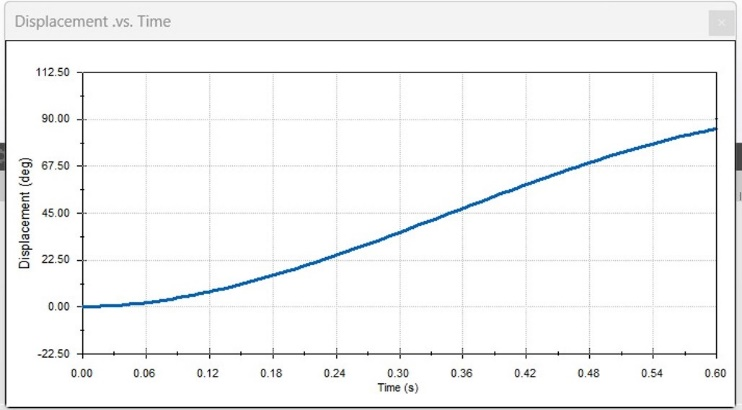 Displacement .vs. Time
112.50
90.00
67.50
45.00
22.50
0.00
-22.50
Displacement (deg)
0.00 0.06 0.12 0.18 0.24 0.30 0.36 0.42 0.48 0.54 0.60
Time (s)